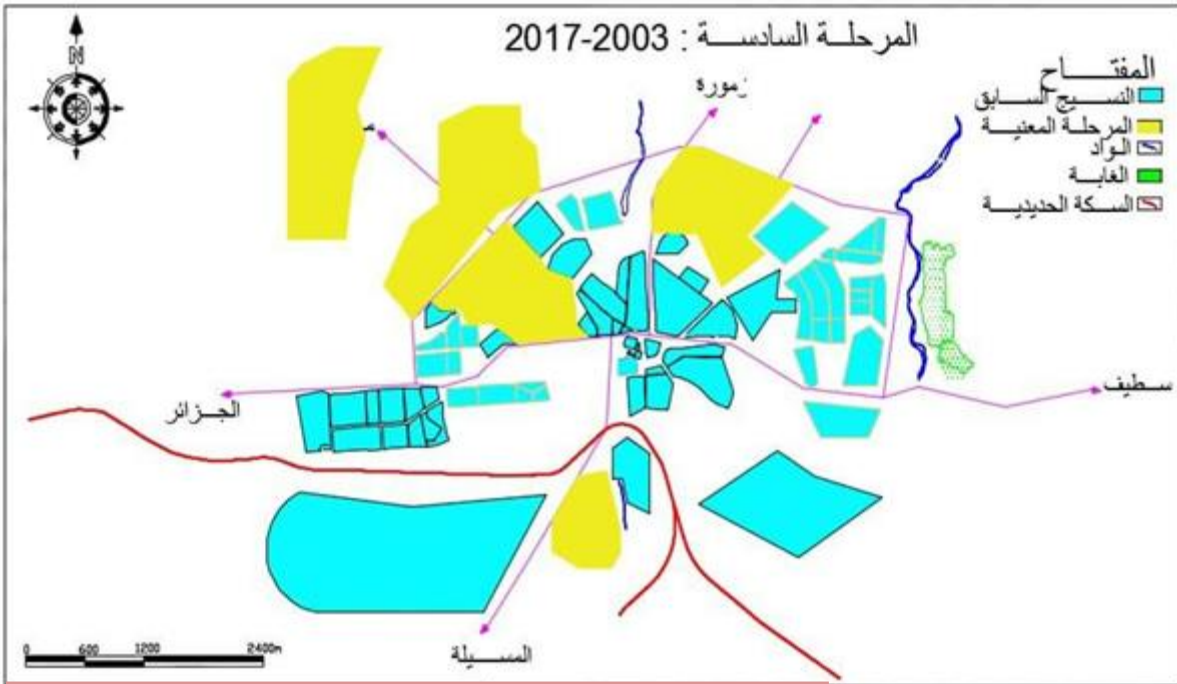 المرحلة السادسة : 2003-2017
N
المفتاح
النسيج السابق
المرحلة المعنية
الواد
الغابة
السكة الحديدية
زمورة
سطيف
الجزائر
المسيلة
0 600 1200 2400m